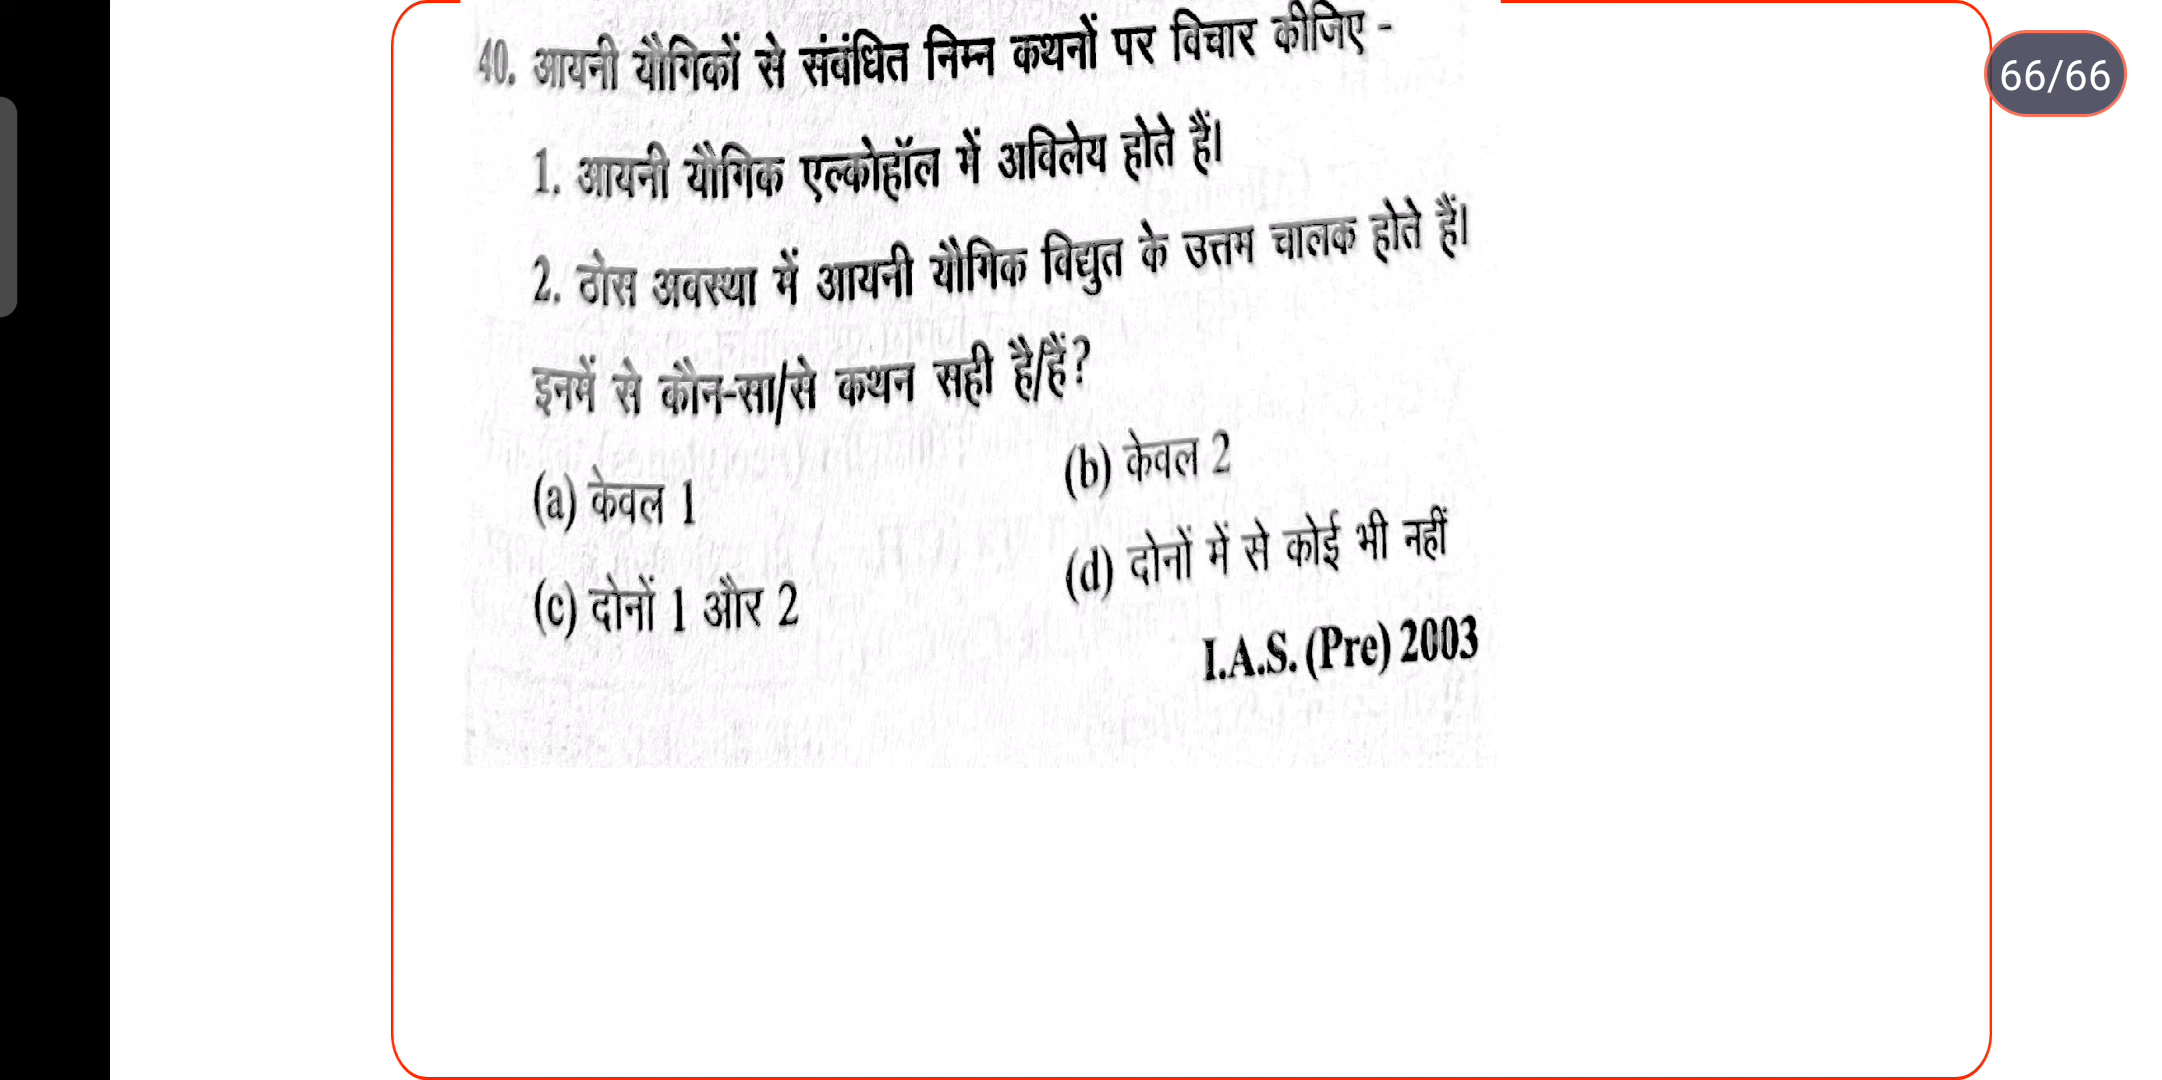 40. आयनी यौगिकों से संबंधित निम्न कथनों पर विचार कीजिए -
66/66
1. आयनी यौगिक एल्कोहॉल में अविलेय होते हैं।
2. ठोस अवस्था में आयनी यौगिक विद्युत के उत्तम चालक होते हैं।
इनमें से कौन-सा/से कथन सही है/हैं?
(a) केवल 1
(b) केवल 2
(c) दोनों 1 और 2
(d) दोनों में से कोई भी नहीं
I.A.S. (Pre) 2003